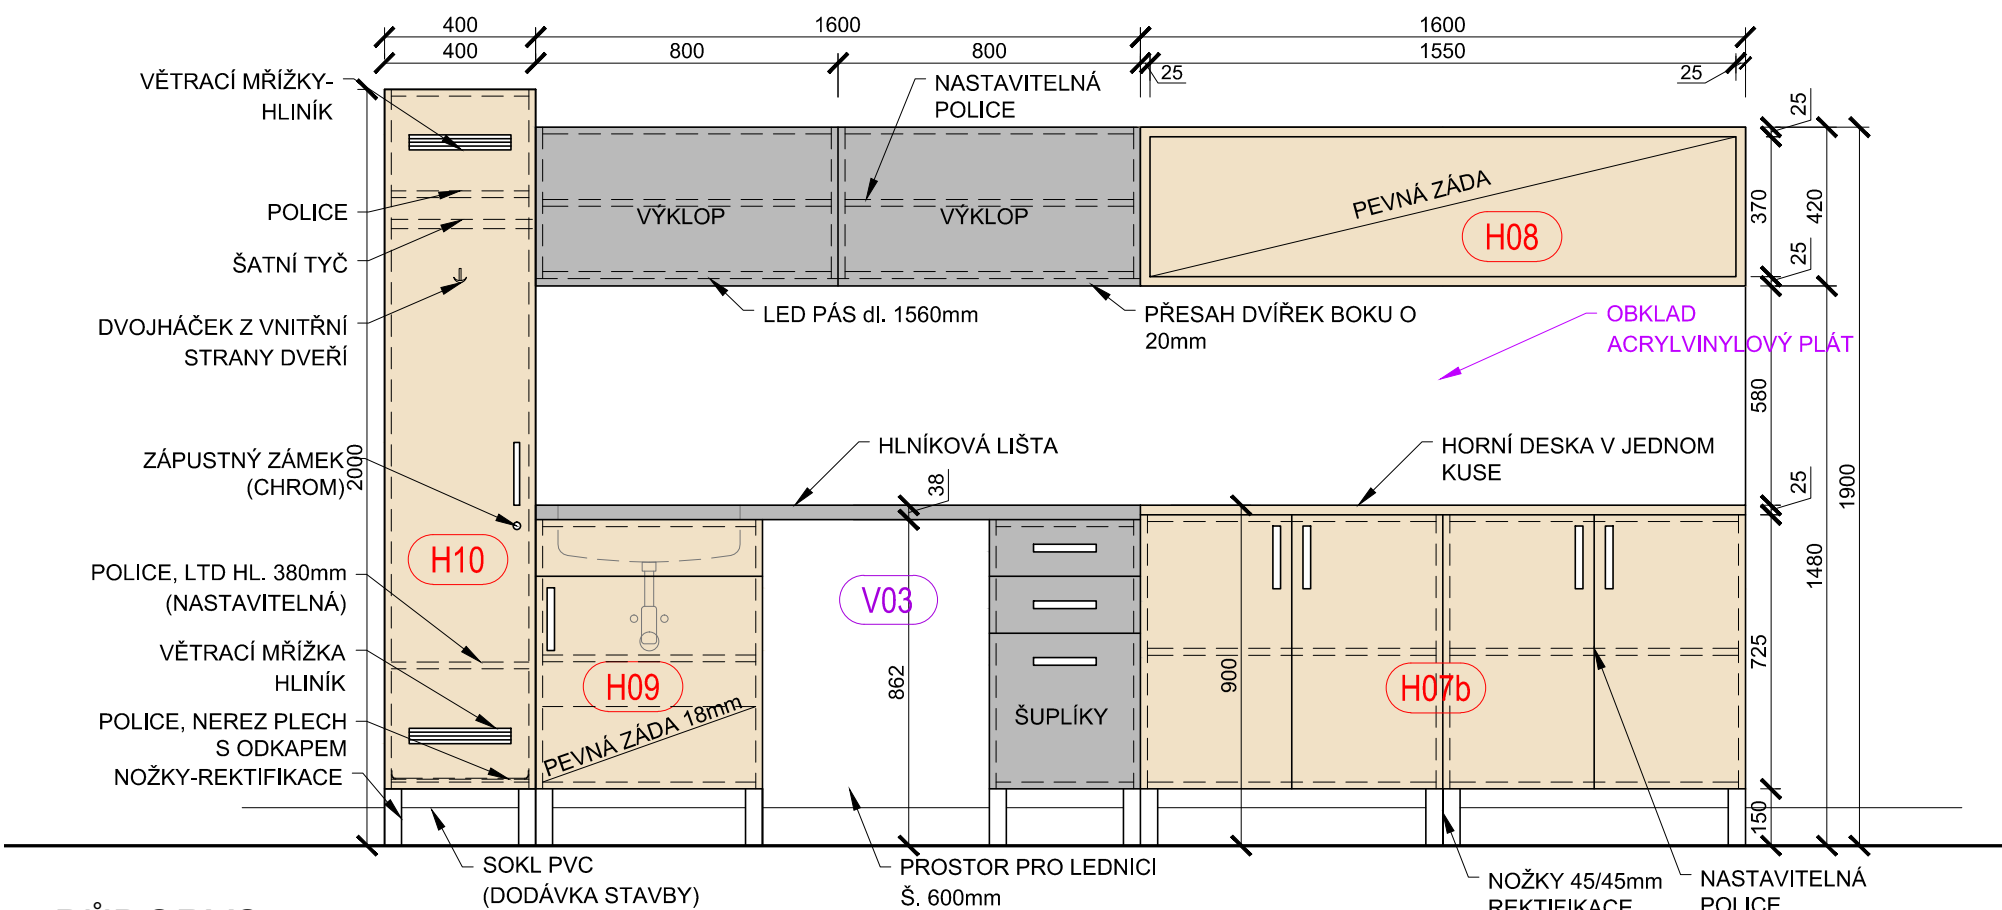 400
1600
1600
400
800
800
1550
25
25
VĚTRACÍ MŘÍŽKY-
HLINÍK
NASTAVITELNÁ
POLICE
25
POLICE
VÝKLOP
VÝKLOP
PEVNÁ ZÁDA
H08
370
420
ŠATNÍ TYČ
25
DVOJHÁČEK Z VNITŘNÍ
STRANY DVEŘÍ
LED PÁS dl. 1560mm
PŘESAH DVÍŘEK BOKU O
20mm
OBKLAD
ACRYLVINYLOVÝ PLÁT
580
ZÁPUSTNÝ ZÁMEK
(CHROM)
2000
HLNÍKOVÁ LIŠTA
38
HORNÍ DESKA V JEDNOM
KUSE
25
1900
H10
1480
POLICE, LTD HL. 380mm
(NASTAVITELNÁ)
V03
VĚTRACÍ MŘÍŽKA
HLINÍK
H09
862
900
H07b
725
POLICE, NEREZ PLECH
S ODKAPEM
PEVNÁ ZÁDA 18mm
ŠUPLÍKY
NOŽKY-REKTIFIKACE
150
SOKL PVC
(DODÁVKA STAVBY)
PROSTOR PRO LEDNICI
Š. 600mm
NOŽKY 45/45mm
REKTIFIKACE
NASTAVITELNÁ
POLICE